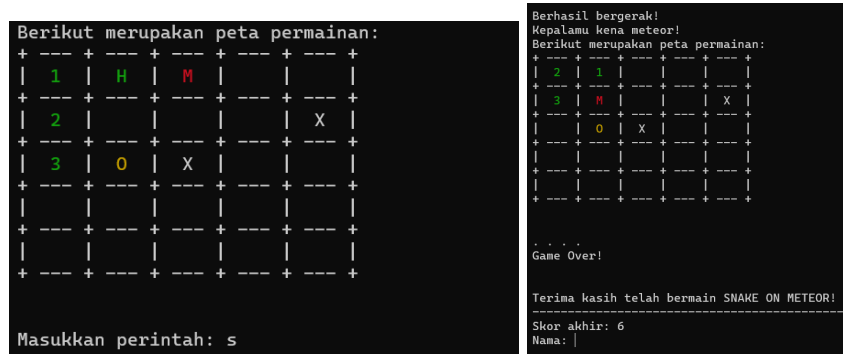 Berikut merupakan peta permainan:
+ --- + --- + --- + --- + --- +
| 1 | H | M | | |
+ --- + --- + --- + --- + --- +
| 2 | | | | X |
+ --- + --- + --- + --- + --- +
| 3 | O | X | | |
+ --- + --- + --- + --- + --- +
| | | | | |
+ --- + --- + --- + --- + --- +
| | | | | |
+ --- + --- + --- + --- + --- +
Masukkan perintah: s
Berhasil bergerak!
Kepalamu kena meteor!
Berikut merupakan peta permainan:
+ --- + --- + --- + --- + --- +
| 2 | 1 | | | |
+ --- + --- + --- + --- + --- +
| 3 | M | | | X |
+ --- + --- + --- + --- + --- +
| | O | X | | |
+ --- + --- + --- + --- + --- +
| | | | | |
+ --- + --- + --- + --- + --- +
| | | | | |
+ --- + --- + --- + --- + --- +
. . . .
Game Over!
Terima kasih telah bermain SNAKE ON METEOR!
--------------------------------------------
Skor akhir: 6
Nama: |